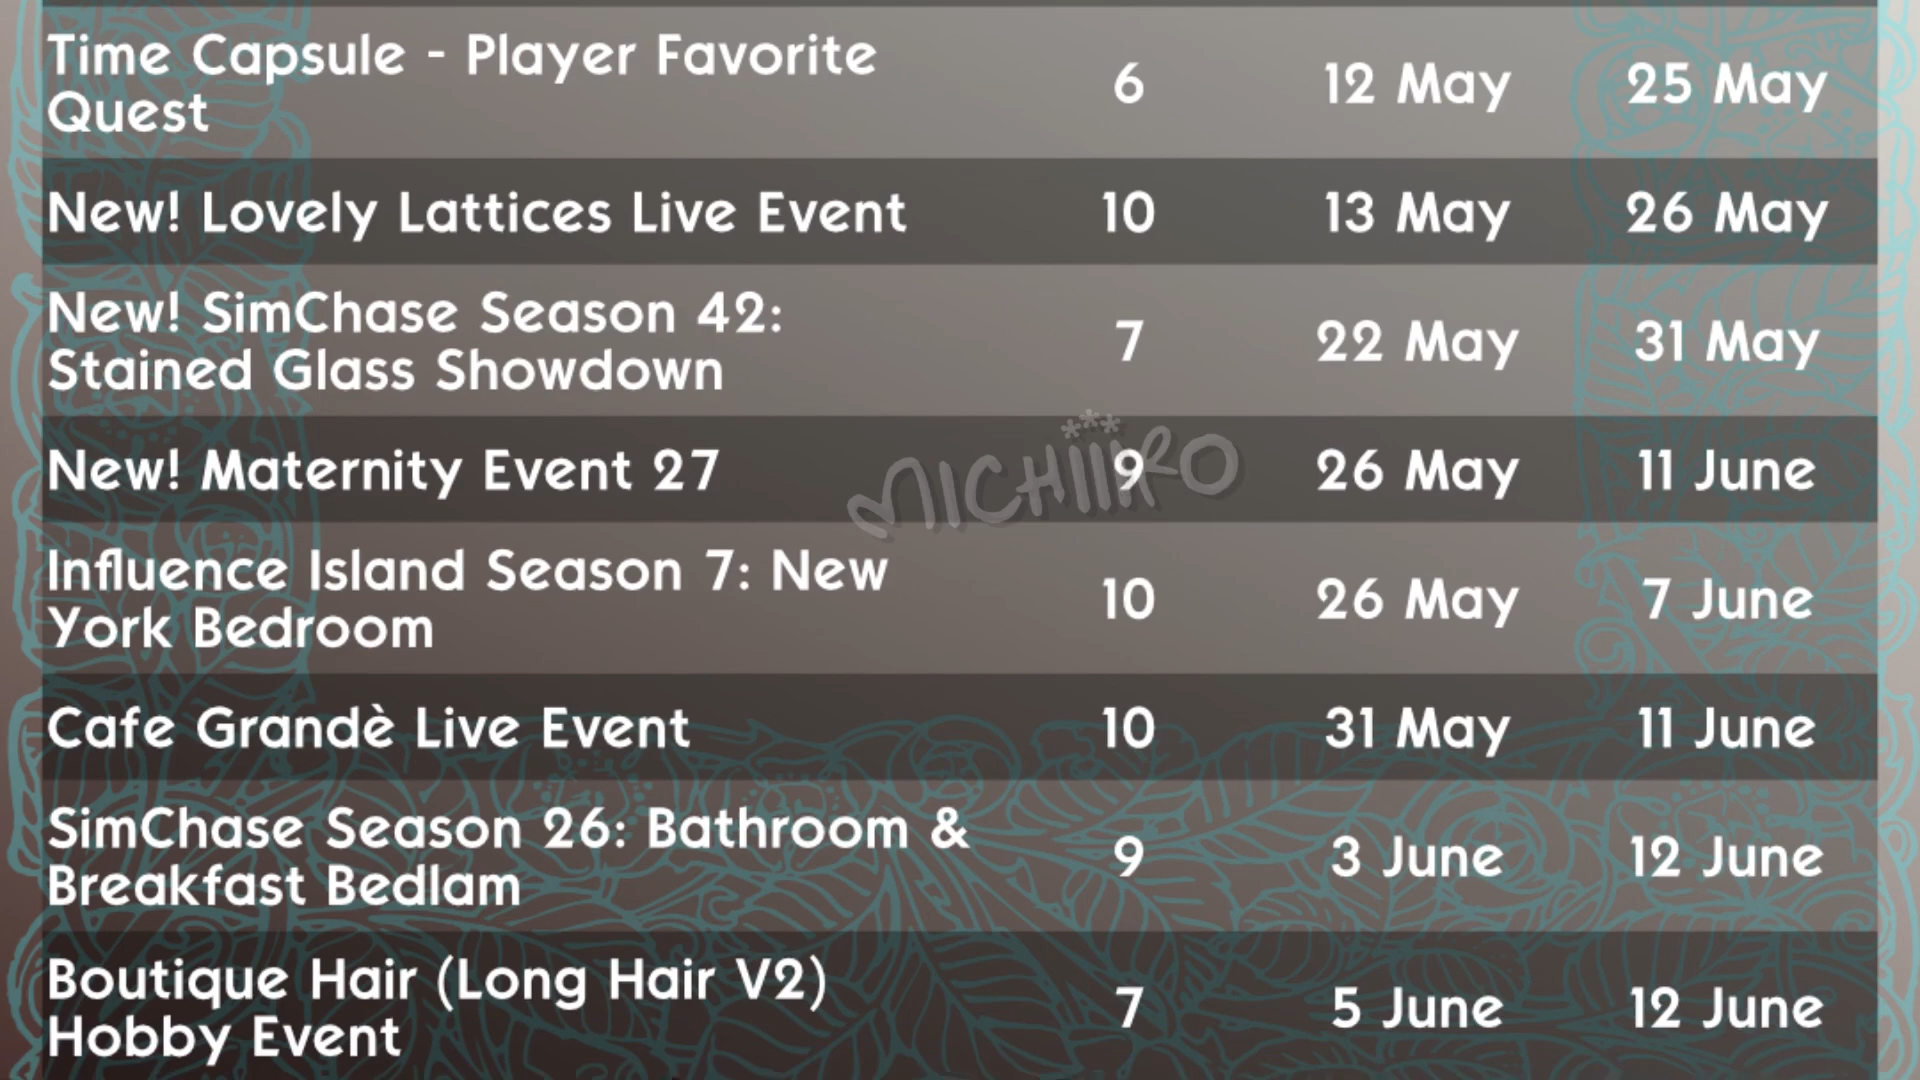 Time Capsule - Player Favorite
Quest
6
12 May
25 May
New! Lovely Lattices Live Event
10
13 May
26 May
New! SimChase Season 42:
Stained Glass Showdown
7
22 May
31 May
New! Maternity Event 27
9
26 May
11 June
MICHIIIRO
Influence Island Season 7: New
York Bedroom
10
26 May
7 June
Cafe Grandè Live Event
10
31 May
11 June
SimChase Season 26: Bathroom &
Breakfast Bedlam
9
3 June
12 June
Boutique Hair (Long Hair V2)
Hobby Event
7
5 June
12 June